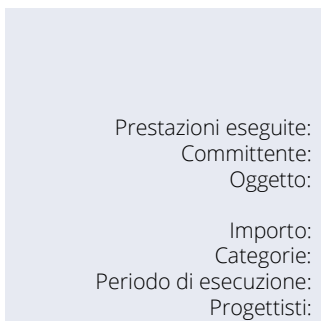 Prestazioni eseguite:
Committente:
Oggetto:
Importo:
Categorie:
Periodo di esecuzione:
Progettisti: